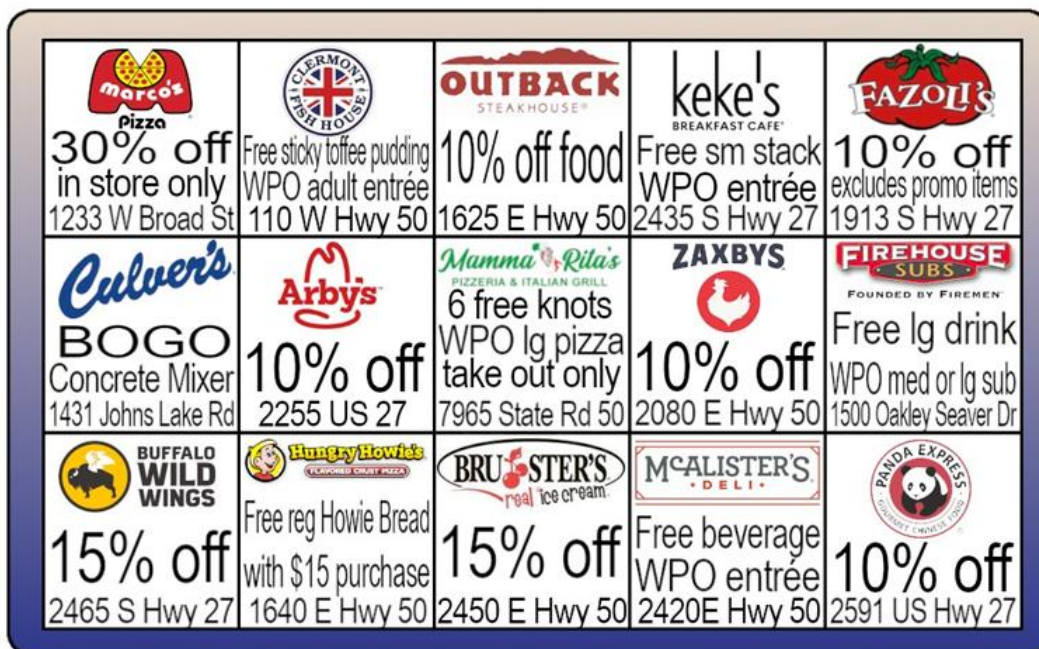 Marco's
Pizza
30% off
in store only
1233 W Broad St
CLERMONT
FISH HOUSE
Free sticky toffee pudding
WPO adult entrée
110 W Hwy 50
OUTBACK
STEAKHOUSE®
10% off food
1625 E Hwy 50
keke's
BREAKFAST CAFE
Free sm stack
WPO entrée
2435 S Hwy 27
FAZOLI'S
10% off
excludes promo items
1913 S Hwy 27
Culver's
BOGO
Concrete Mixer
1431 Johns Lake Rd
Arby's
10% off
2255 US 27
Mamma Rita's
PIZZERIA & ITALIAN GRILL
6 free knots
WPO lg pizza
take out only
7965 State Rd 50
ZAXBYS
10% off
2080 E Hwy 50
FIREHOUSE
SUBS
FOUNDED BY FIREMEN
Free lg drink
WPO med or lg sub
1500 Oakley Seaver Dr
BUFFALO
WILD
WINGS
15% off
2465 S Hwy 27
Hungry Howie's
FLAVORED CRUST PIZZA
Free reg Howie Bread
with $15 purchase
1640 E Hwy 50
BRUSTER'S
real ice cream
15% off
2450 E Hwy 50
McALISTER'S
DELI
Free beverage
WPO entrée
2420E Hwy 50
PANDA EXPRESS
GOURMET CHINESE FOOD
10% off
2591 US Hwy 27